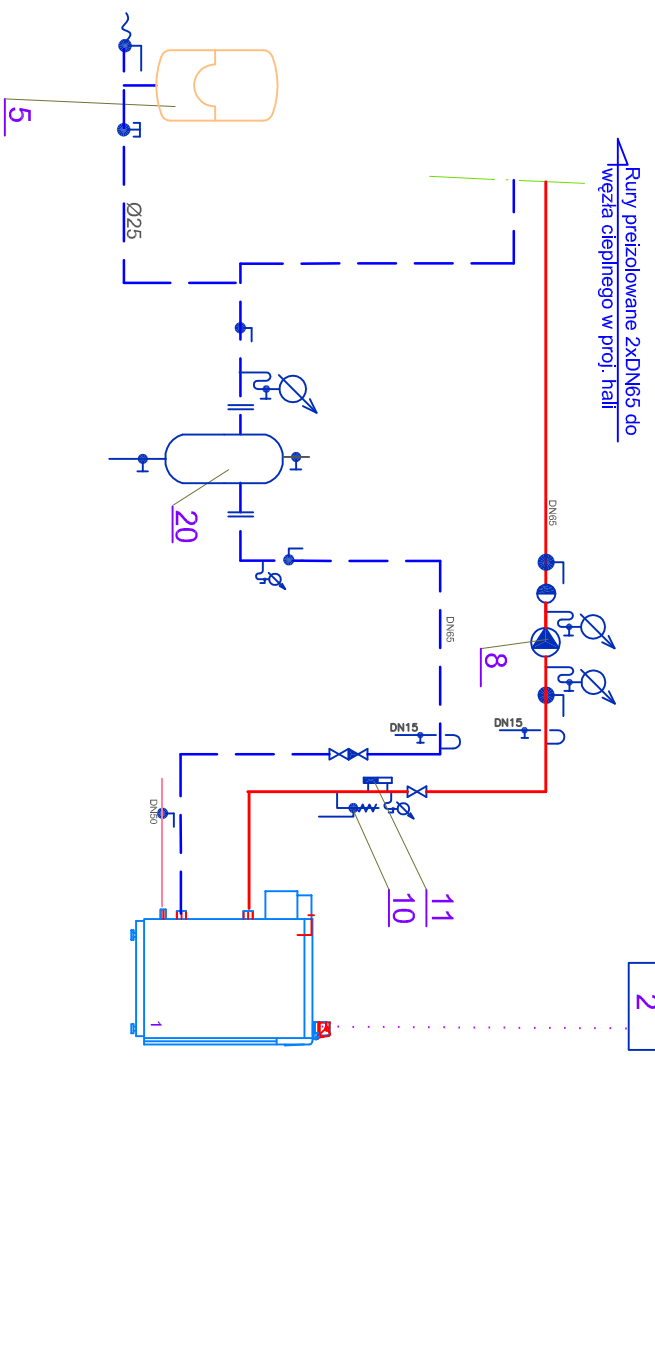 Rury preizolowane 2xDN65 do
węzła cieplnego w proj. hali
5
Ø25
20
DN65
8
DN65
DN15
DN15
DN50
11
10
2
1